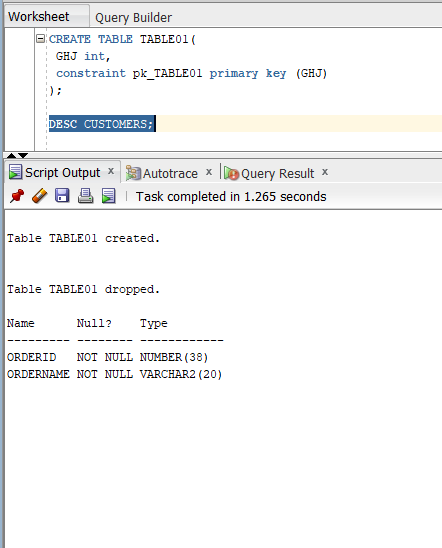 Worksheet Query Builder
CREATE TABLE TABLE01(
GHJ int,
constraint pk_TABLE01 primary key (GHJ)
);
DESC CUSTOMERS;
Script Output x Autotrace x Query Result x
Task completed in 1.265 seconds
Table TABLE01 created.
Table TABLE01 dropped.
Name Null? Type
--------- -------- ------------
ORDERID NOT NULL NUMBER(38)
ORDERNAME NOT NULL VARCHAR2(20)